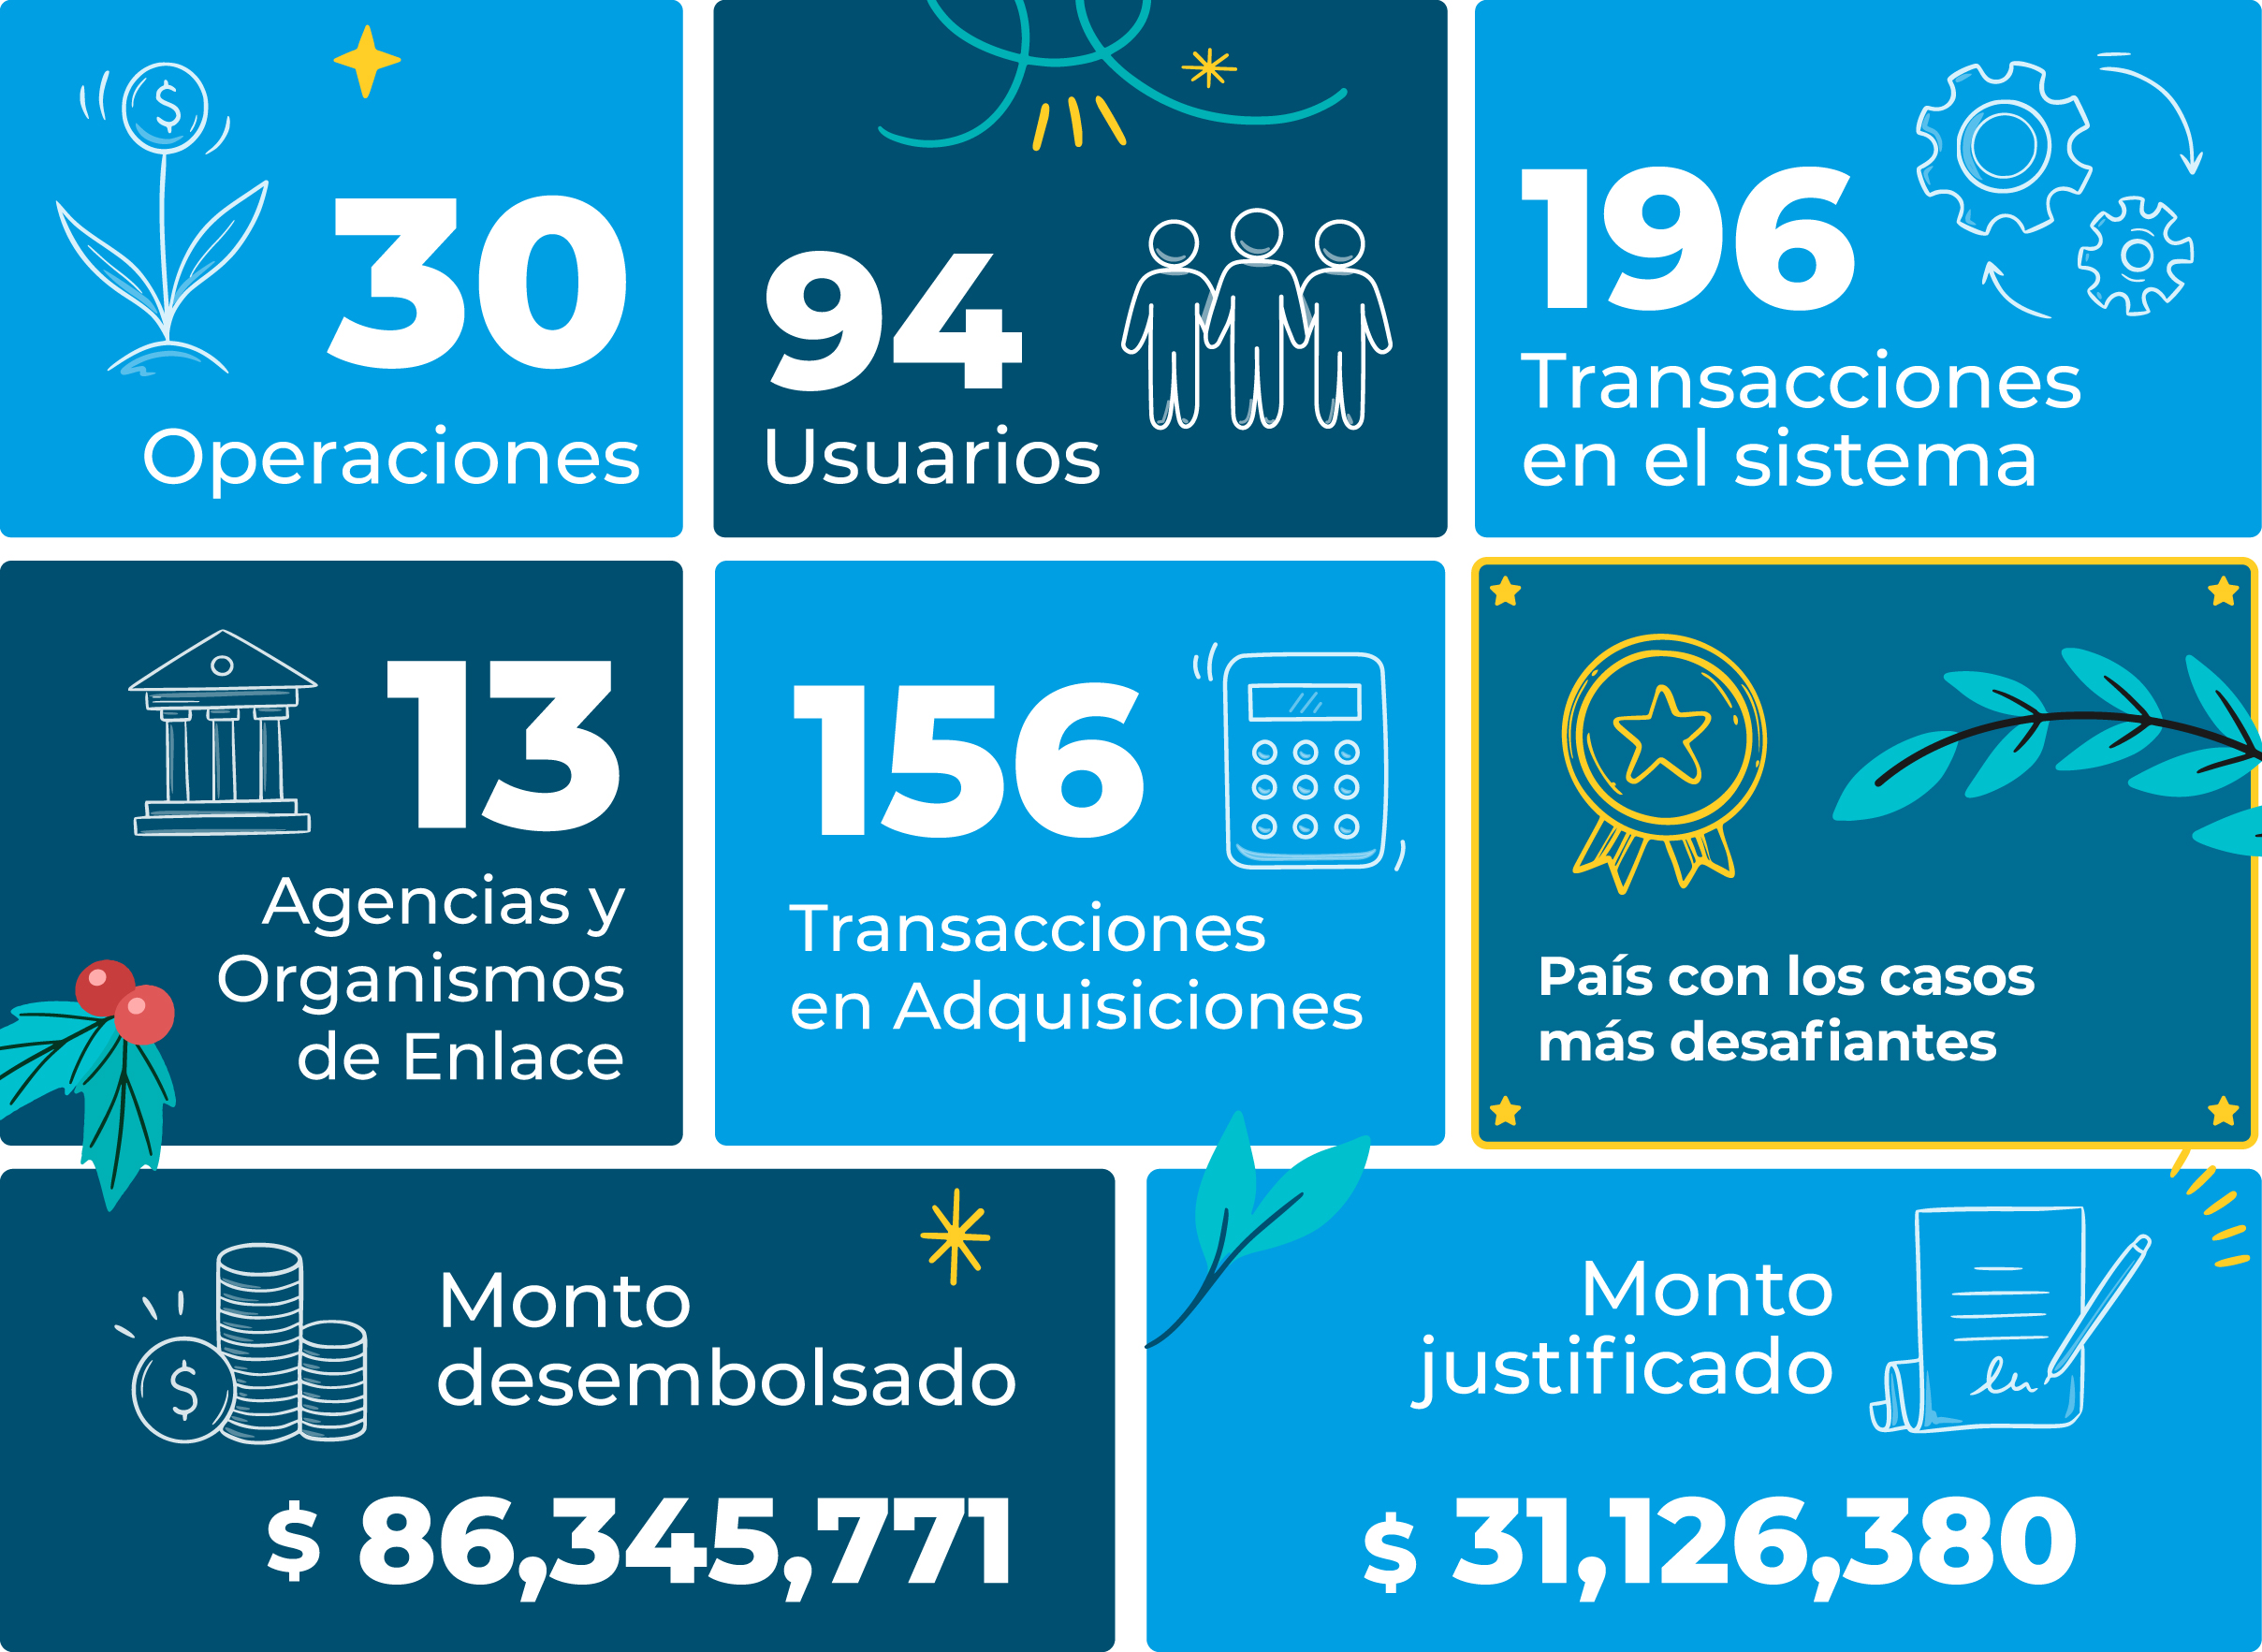 30
Operaciones
94
Usuarios
196
Transacciones
en el sistema
13
Agencias y
Organismos
de Enlace
156
Transacciones
en Adquisiciones
País con los casos
más desafiantes
Monto
desembolsado
$ 86,345,771
Monto
justificado
$ 31,126,380